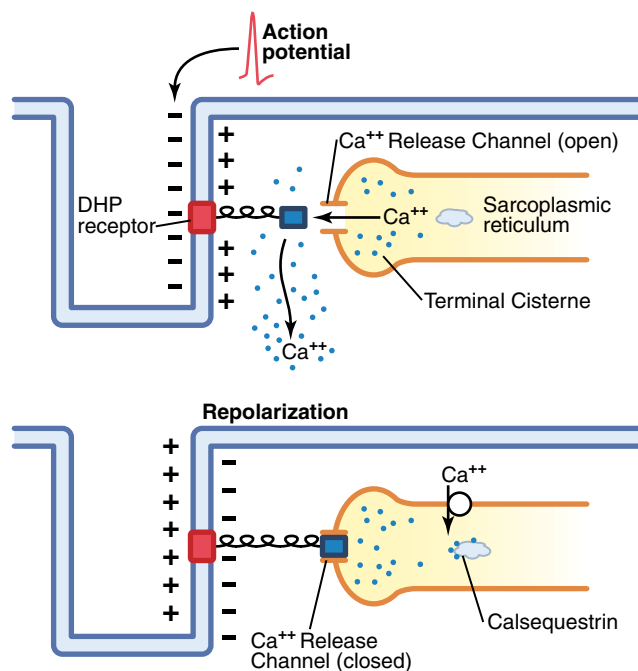 Action
potential
Ca++ Release Channel (open)
DHP
receptor
Ca++
Sarcoplasmic
reticulum
Terminal Cisterne
Ca++
Repolarization
Ca++
Calsequestrin
Ca++ Release
Channel (closed)